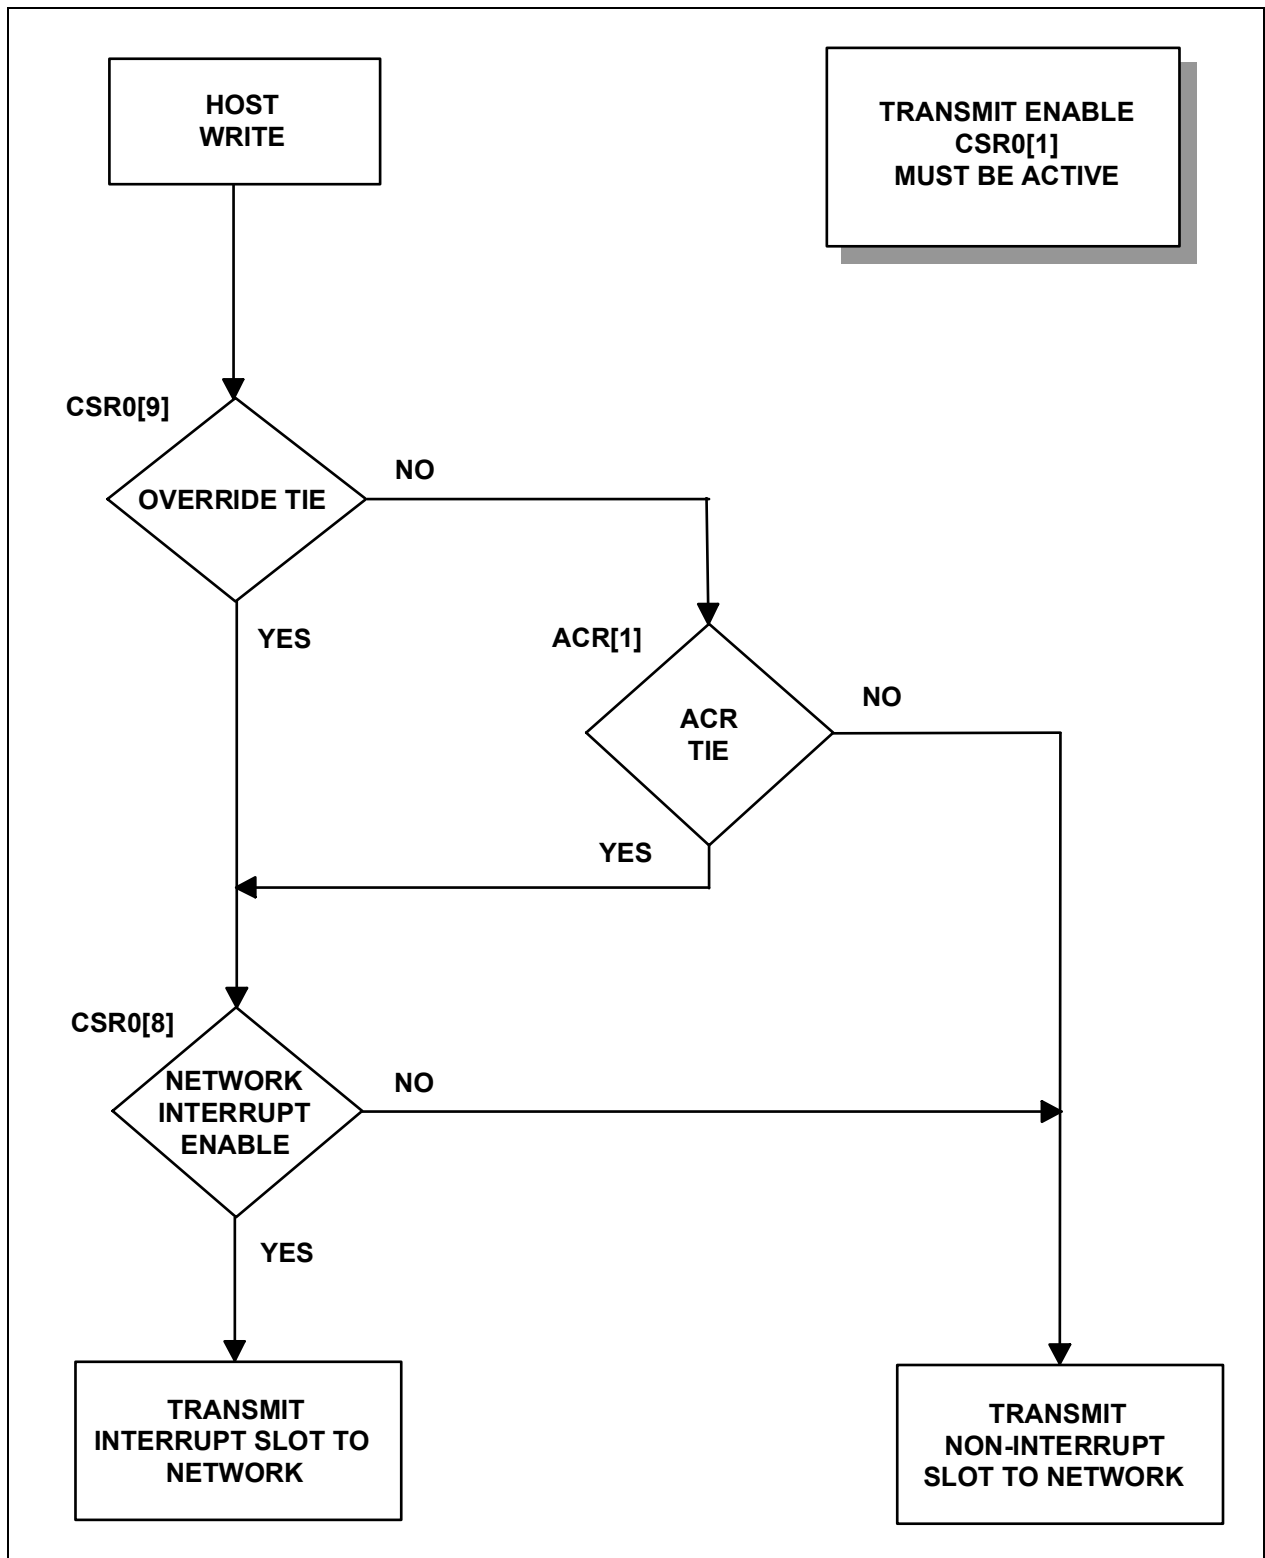 HOST
WRITE
TRANSMIT ENABLE
CSR0[1]
MUST BE ACTIVE
CSR0[9]
OVERRIDE TIE
NO
YES
ACR[1]
ACR
TIE
NO
YES
CSR0[8]
NETWORK
INTERRUPT
ENABLE
NO
YES
TRANSMIT
INTERRUPT SLOT TO
NETWORK
TRANSMIT
NON-INTERRUPT
SLOT TO NETWORK